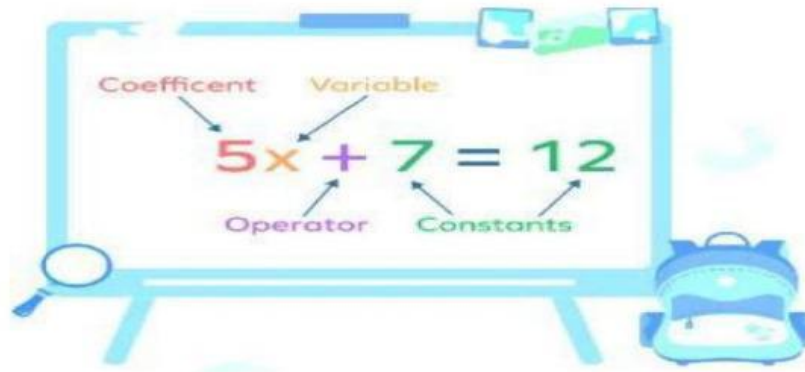 Coefficent Variable
5x + 7 = 12
Operator Constants